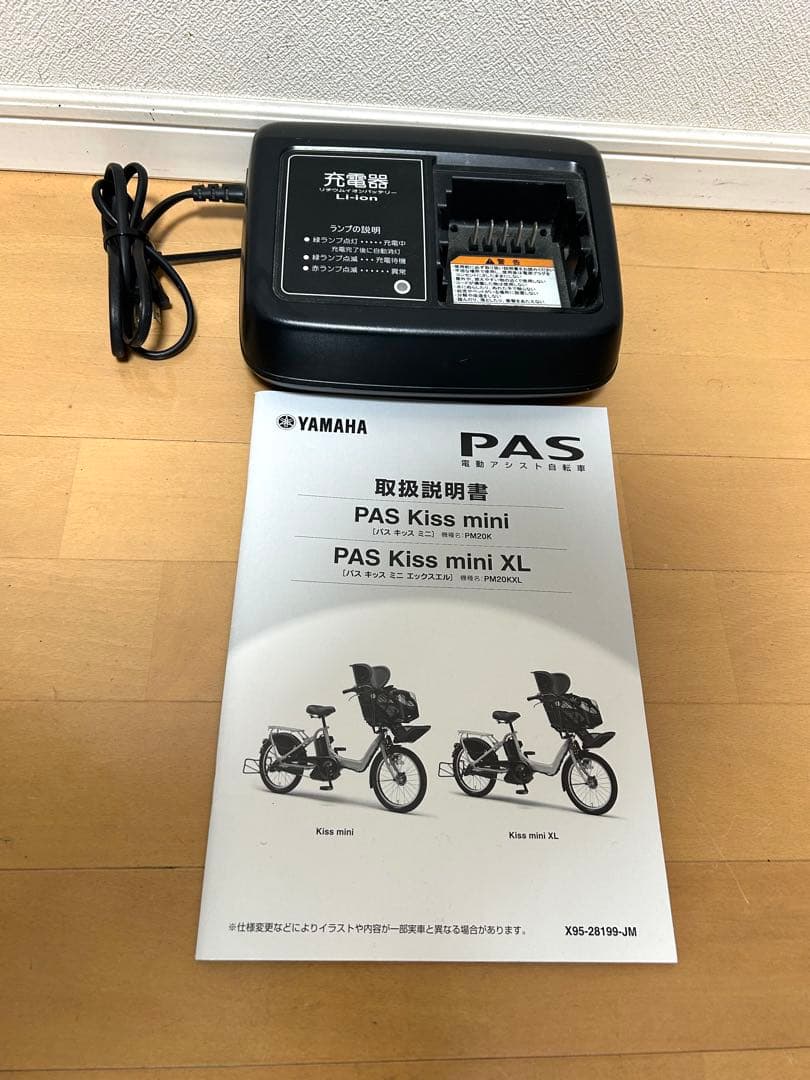 充電器
リチウムイオンバッテリー
Li-ion
ランプの説明
●緑ランプ点灯・・・・・充電中
充電完了後に自動消灯
●緑ランプ点滅・・・充電待機
●赤ランプ点滅・・・・・・異常
警告
YAMAHA
PAS
電動アシスト自転車
取扱説明書
PAS Kiss mini
[パス キッス ミニ] 機種名:PM20K
PAS Kiss mini XL
[パス キッス ミニ エックスエル] 機種名:PM20KXL
Kiss mini
Kiss mini XL
※仕様変更などによりイラストや内容が一部実車と異なる場合があります。
X95-28199-JM